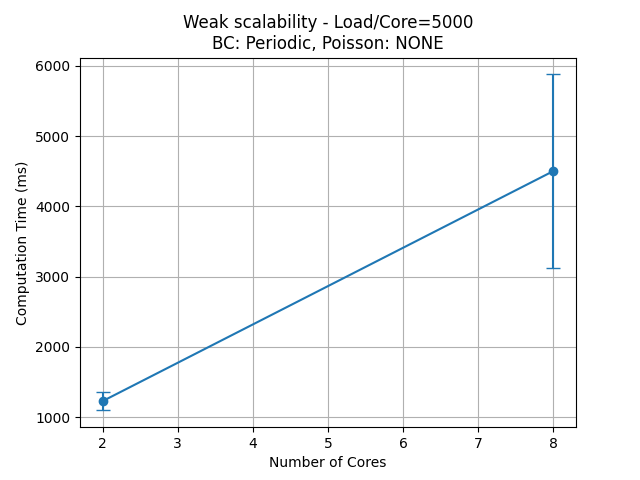 Weak scalability - Load/Core=5000
BC: Periodic, Poisson: NONE
6000
5000
4000
3000
2000
1000
Computation Time (ms)
2 3 4 5 6 7 8
Number of Cores